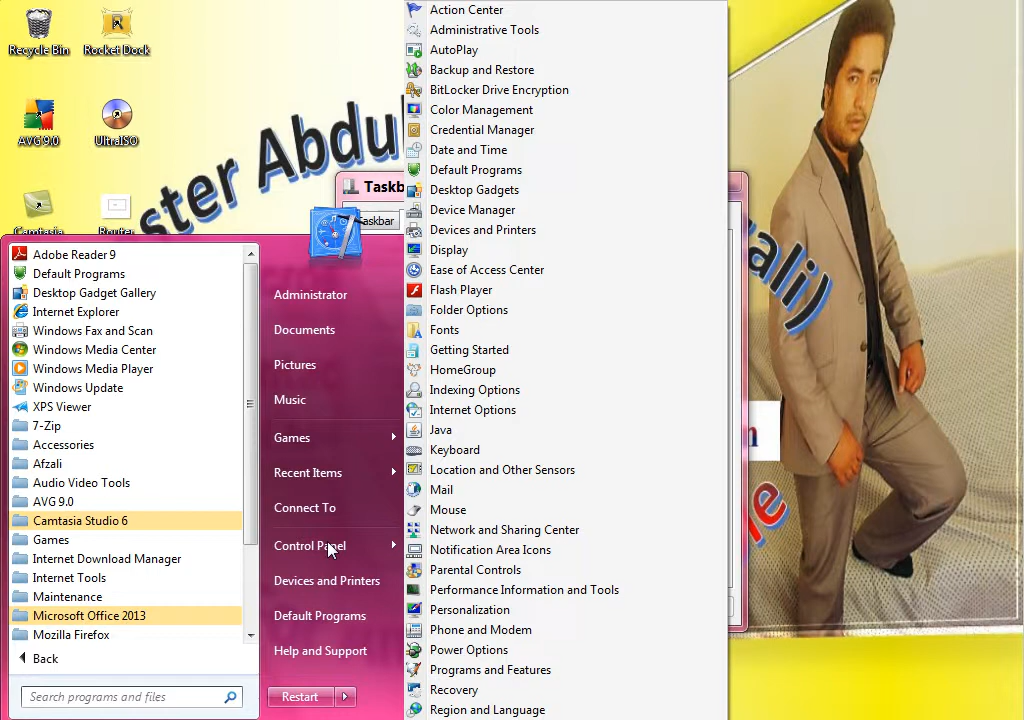 Recycle Bin
Rocket Dock
AVG 9.0
UltraISO
Camtasia
Router
ster Abdul
alij
e
n
Taskb
askbar
Adobe Reader 9
Default Programs
Desktop Gadget Gallery
Internet Explorer
Windows Fax and Scan
Windows Media Center
Windows Media Player
Windows Update
XPS Viewer
7-Zip
Accessories
Afzali
Audio Video Tools
AVG 9.0
Camtasia Studio 6
Games
Internet Download Manager
Internet Tools
Maintenance
Microsoft Office 2013
Mozilla Firefox
Back
Search programs and files
Administrator
Documents
Pictures
Music
Games
Recent Items
Connect To
Control Panel
Devices and Printers
Default Programs
Help and Support
Restart
Action Center
Administrative Tools
AutoPlay
Backup and Restore
BitLocker Drive Encryption
Color Management
Credential Manager
Date and Time
Default Programs
Desktop Gadgets
Device Manager
Devices and Printers
Display
Ease of Access Center
Flash Player
Folder Options
Fonts
Getting Started
HomeGroup
Indexing Options
Internet Options
Java
Keyboard
Location and Other Sensors
Mail
Mouse
Network and Sharing Center
Notification Area Icons
Parental Controls
Performance Information and Tools
Personalization
Phone and Modem
Power Options
Programs and Features
Recovery
Region and Language